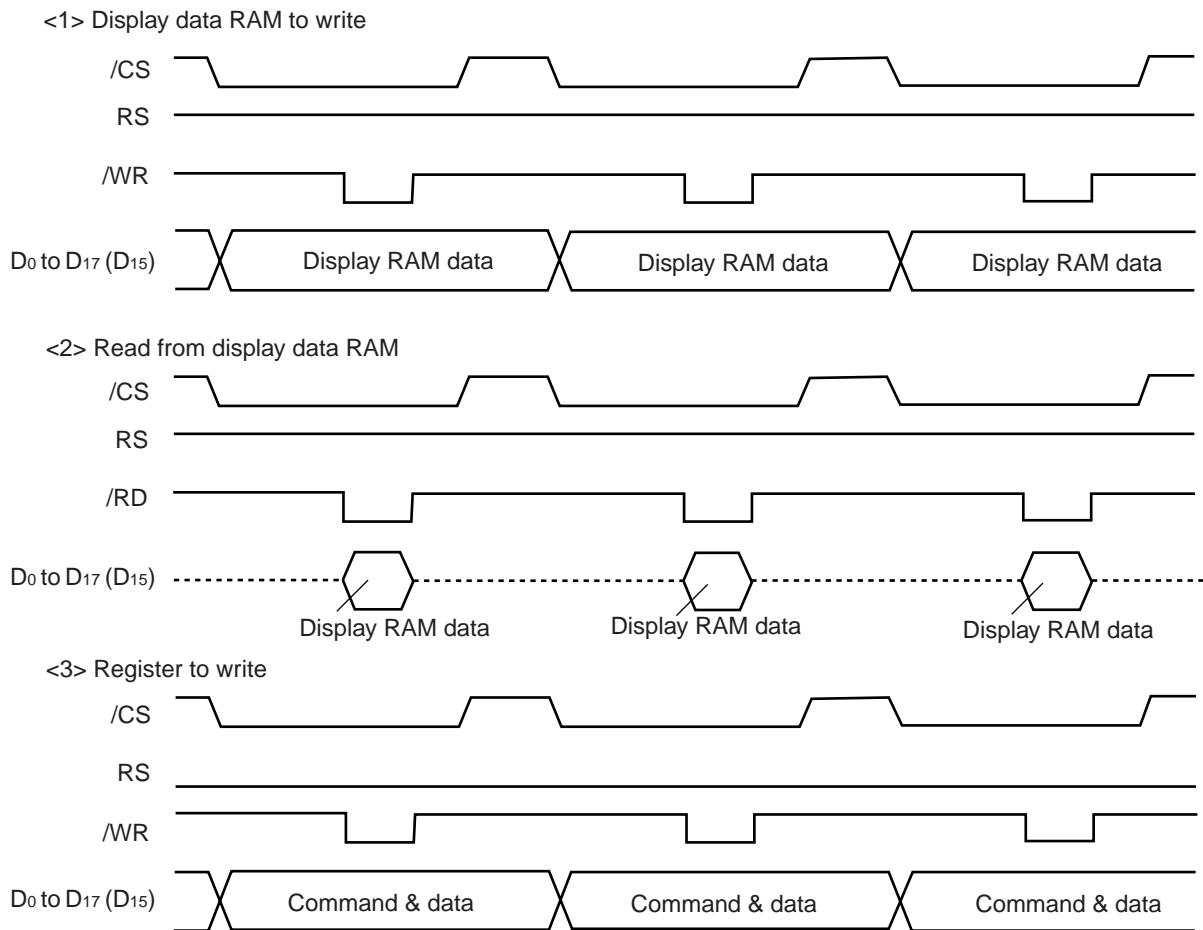 <1> Display data RAM to write
/CS
RS
/WR
D0 to D17 (D15) Display RAM data Display RAM data Display RAM data
<2> Read from display data RAM
/CS
RS
/RD
D0 to D17 (D15)
Display RAM data Display RAM data Display RAM data
<3> Register to write
/CS
RS
/WR
D0 to D17 (D15) Command & data Command & data Command & data